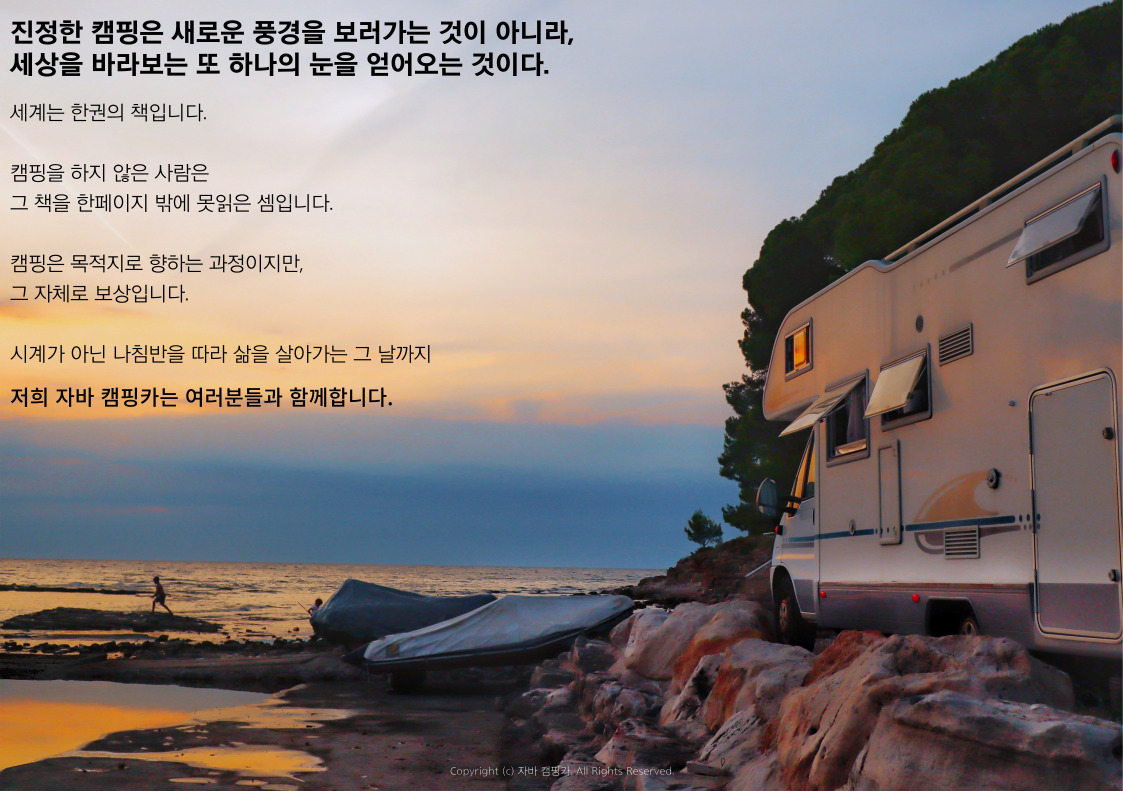 진정한 캠핑은 새로운 풍경을 보러가는 것이 아니라,
세상을 바라보는 또 하나의 눈을 얻어오는 것이다.
세계는 한권의 책입니다.
캠핑을 하지 않은 사람은
그 책을 한페이지 밖에 못읽은 셈입니다.
캠핑은 목적지로 향하는 과정이지만,
그 자체로 보상입니다.
시계가 아닌 나침반을 따라 삶을 살아가는 그 날까지
저희 자바 캠핑카는 여러분들과 함께합니다.
Copyright (c) 자바 캠핑카. All Rights Reserved.